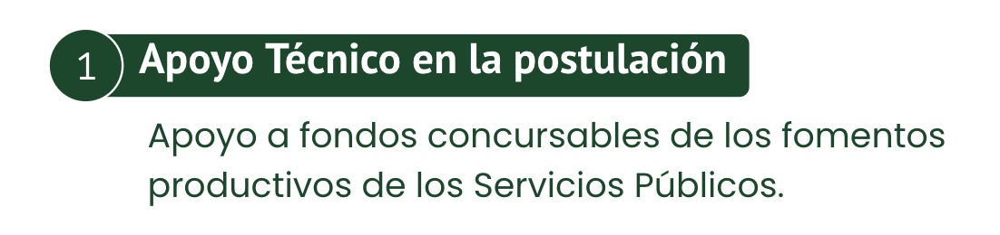 1 Apoyo Técnico en la postulación
Apoyo a fondos concursables de los fomentos
productivos de los Servicios Públicos.